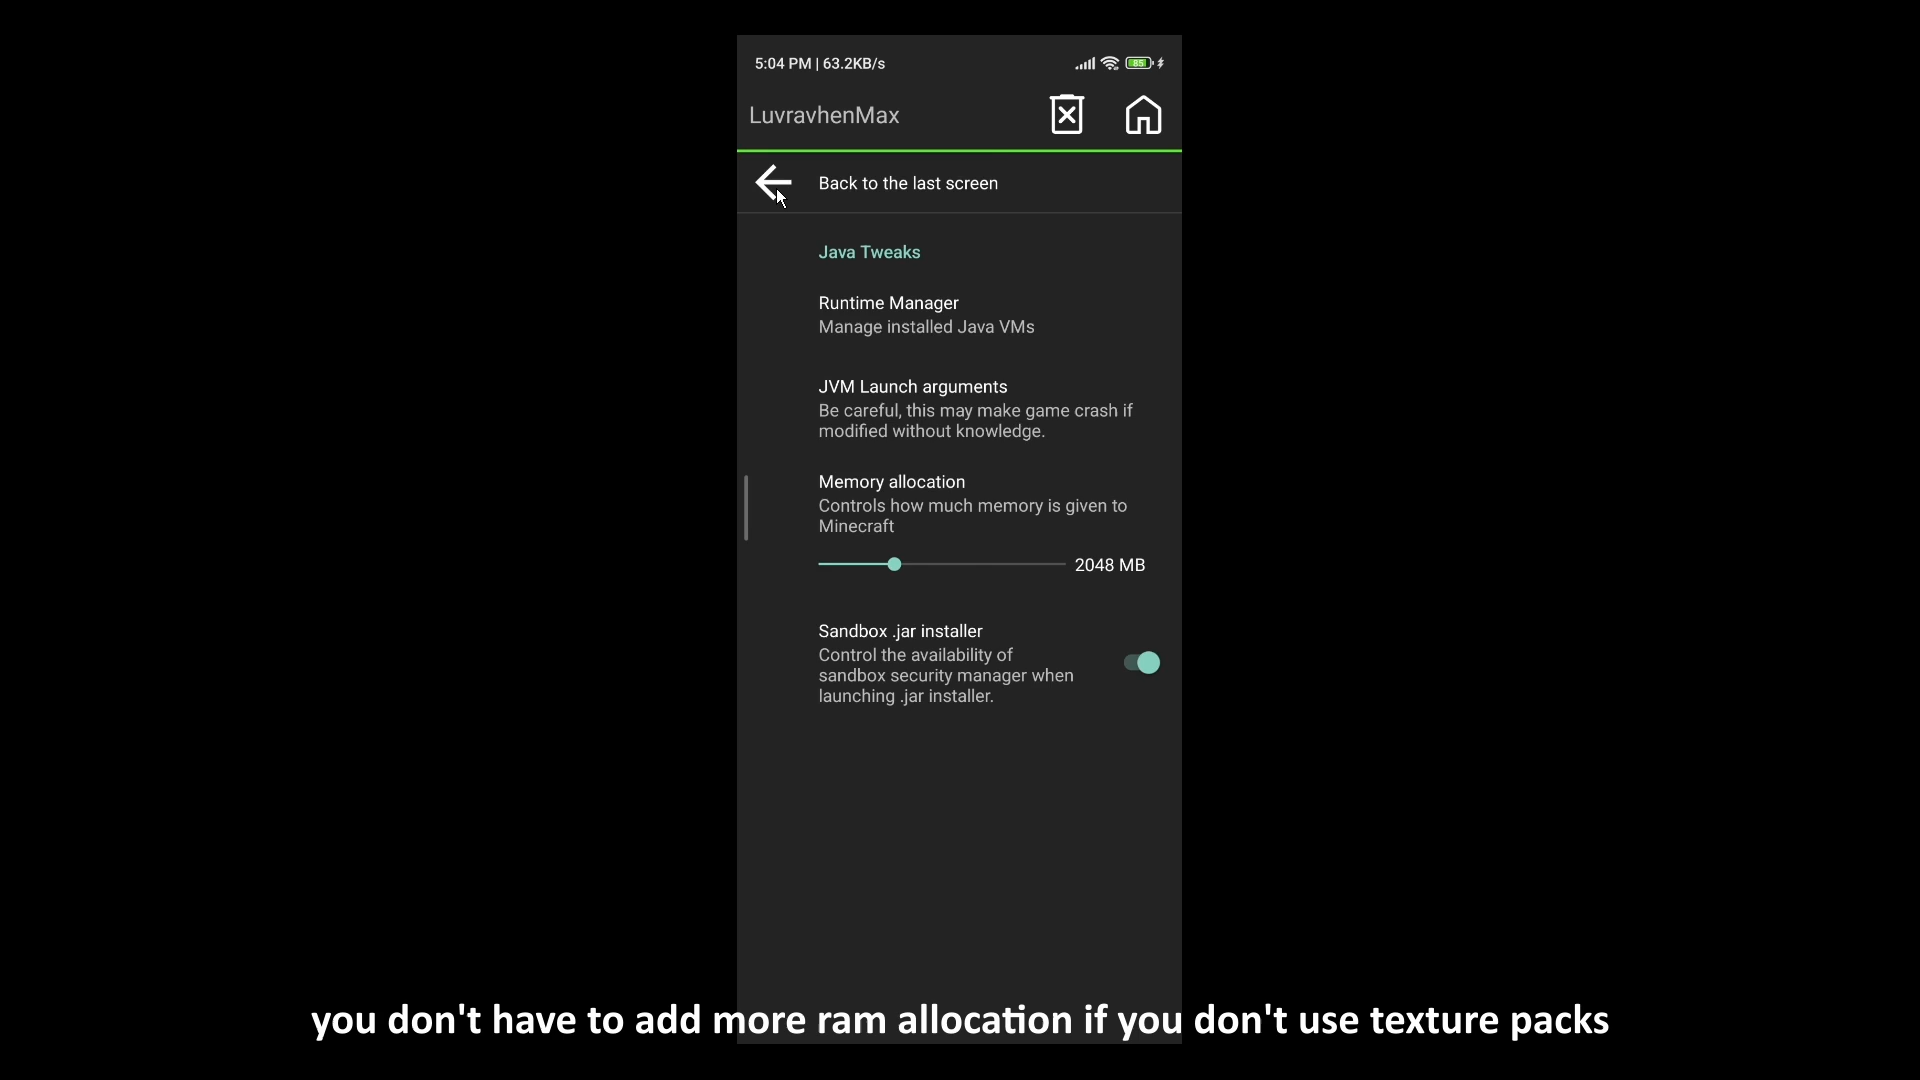 5:04 PM | 63.2KB/s
85
LuvravhenMax
Back to the last screen
Java Tweaks
Runtime Manager
Manage installed Java VMs
JVM Launch arguments
Be careful, this may make game crash if
modified without knowledge.
Memory allocation
Controls how much memory is given to
Minecraft
2048 MB
Sandbox .jar installer
Control the availability of
sandbox security manager when
launching .jar installer.
you don't have to add more ram allocation if you don't use texture packs